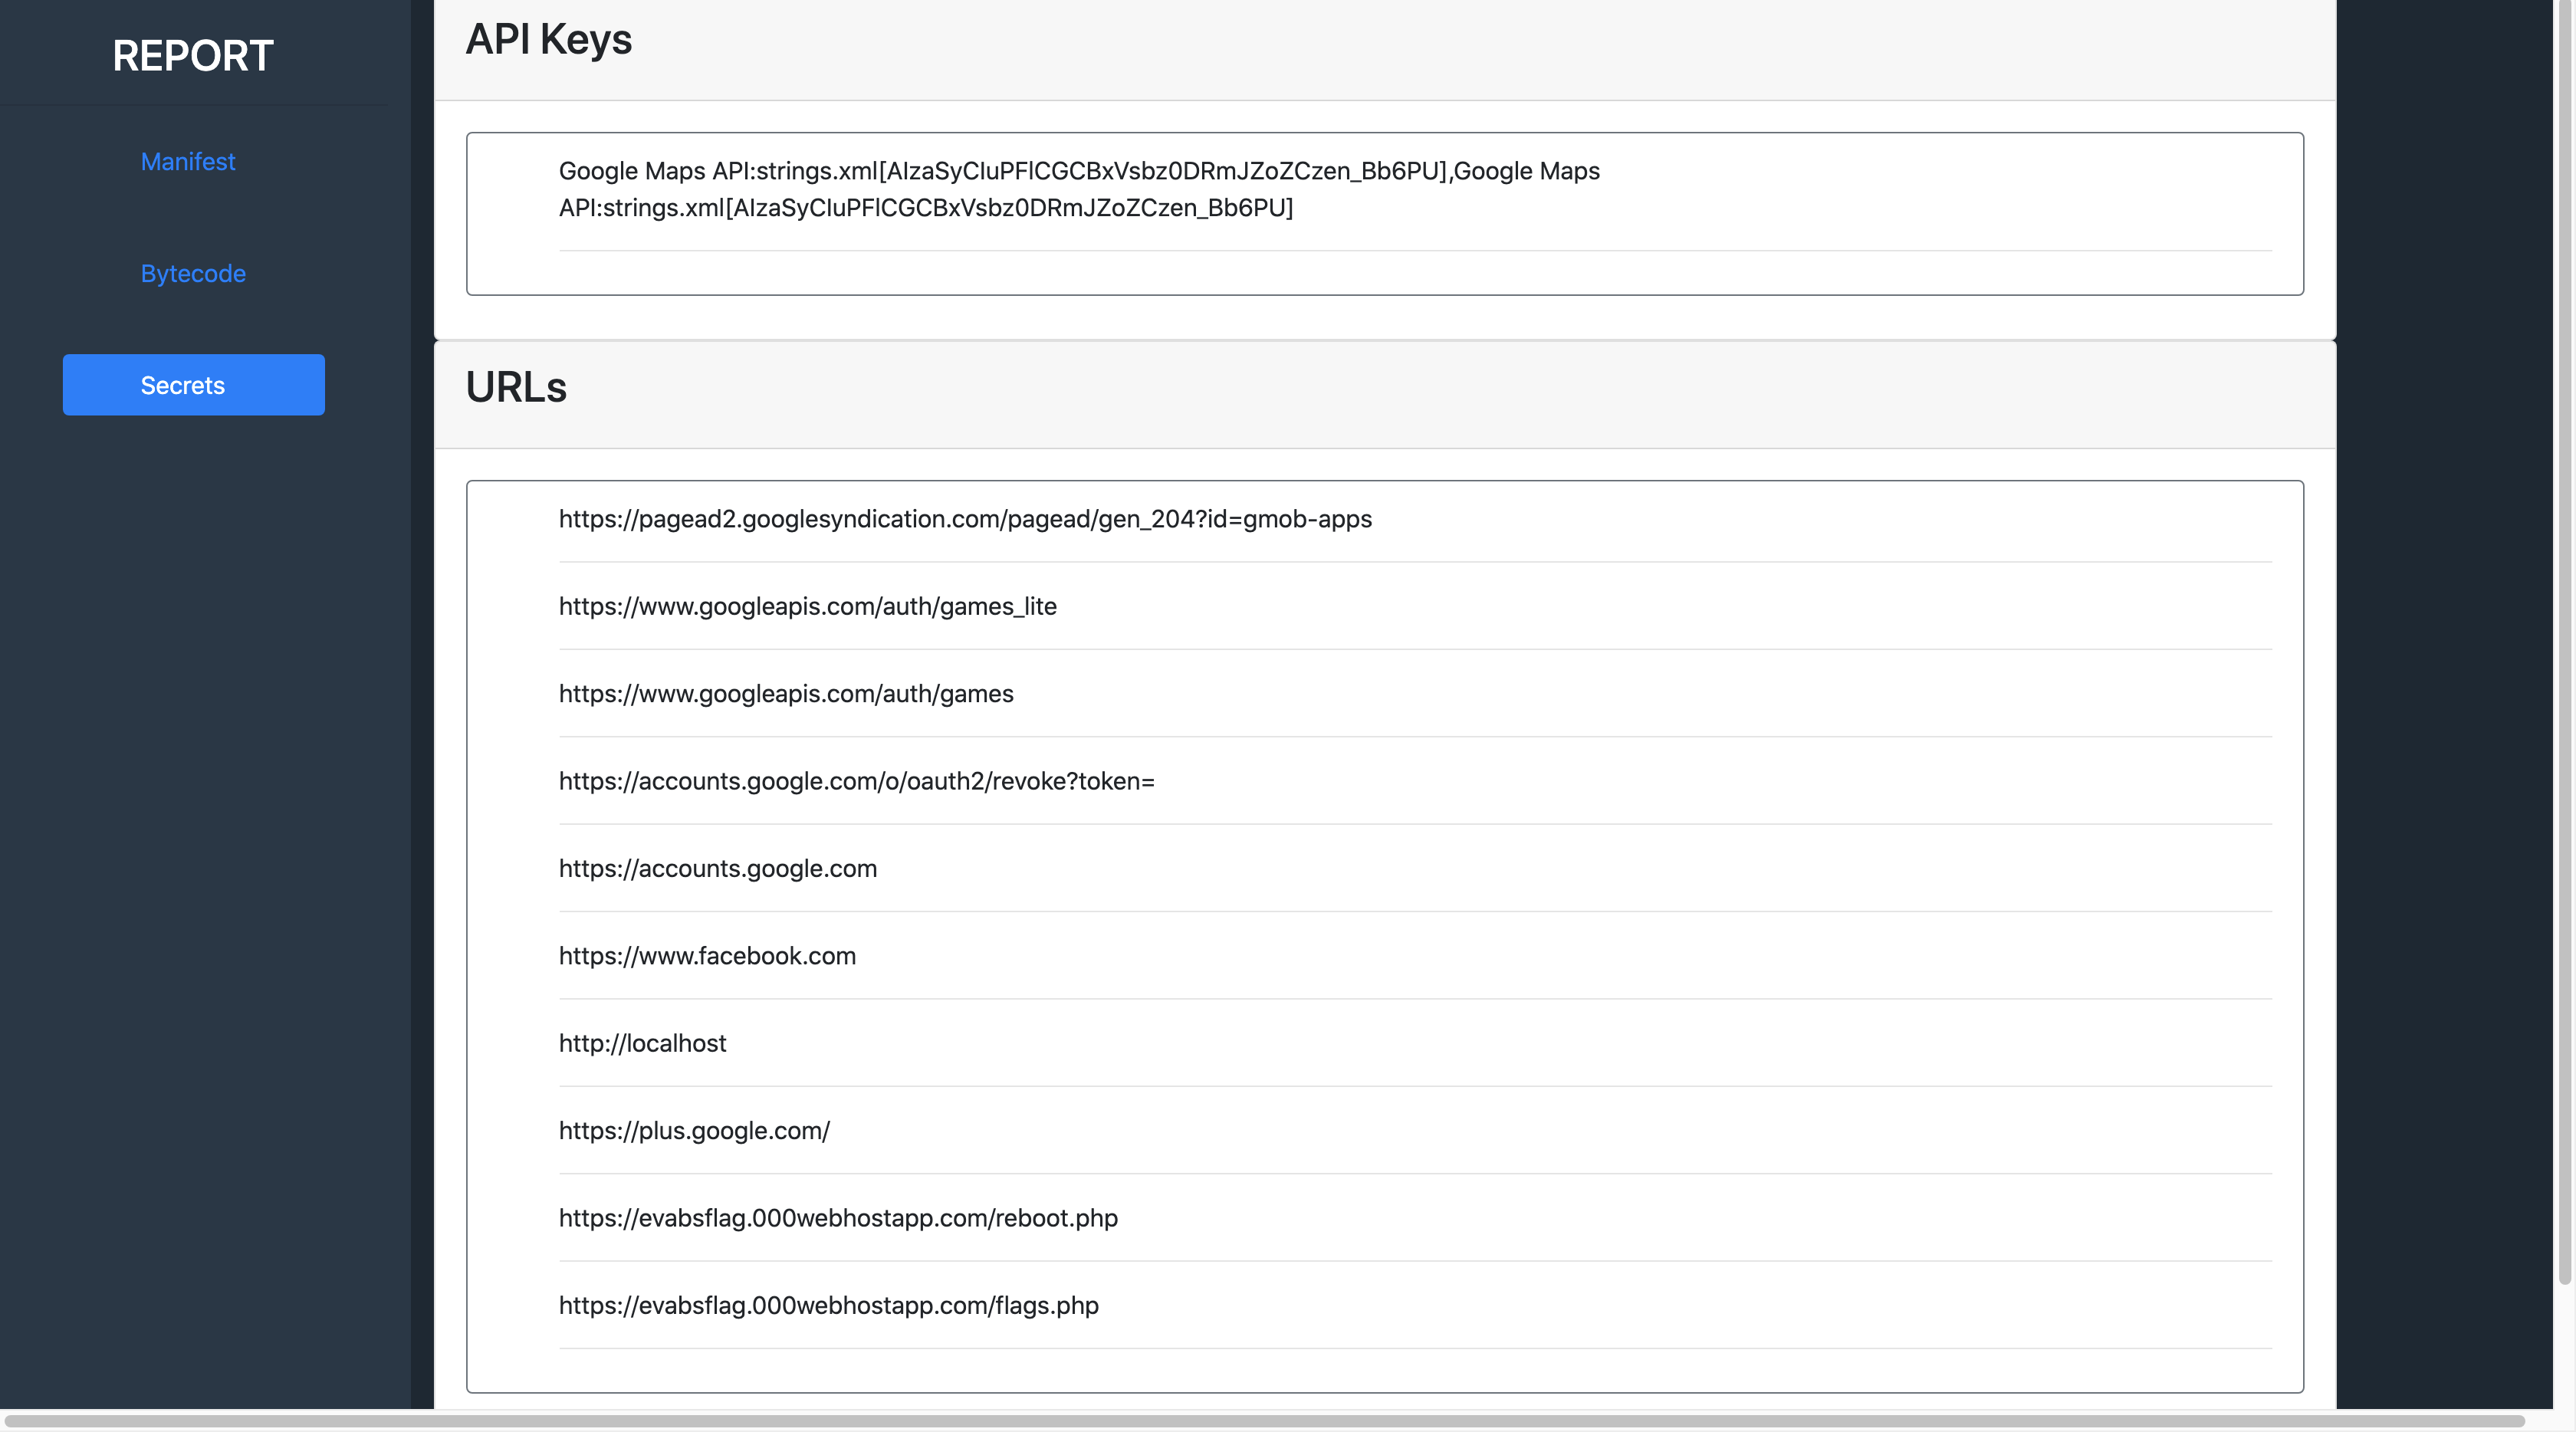 REPORT
Manifest
Bytecode
Secrets
API Keys
Google Maps API:strings.xml[AIzaSyCIuPFlCGCBxVsbz0DRmJZoZCzen_Bb6PU],Google Maps
API:strings.xml[AIzaSyCIuPFlCGCBxVsbz0DRmJZoZCzen_Bb6PU]
URLs
https://pagead2.googlesyndication.com/pagead/gen_204?id=gmob-apps
https://www.googleapis.com/auth/games_lite
https://www.googleapis.com/auth/games
https://accounts.google.com/o/oauth2/revoke?token=
https://accounts.google.com
https://www.facebook.com
http://localhost
https://plus.google.com/
https://evabsflag.000webhostapp.com/reboot.php
https://evabsflag.000webhostapp.com/flags.php